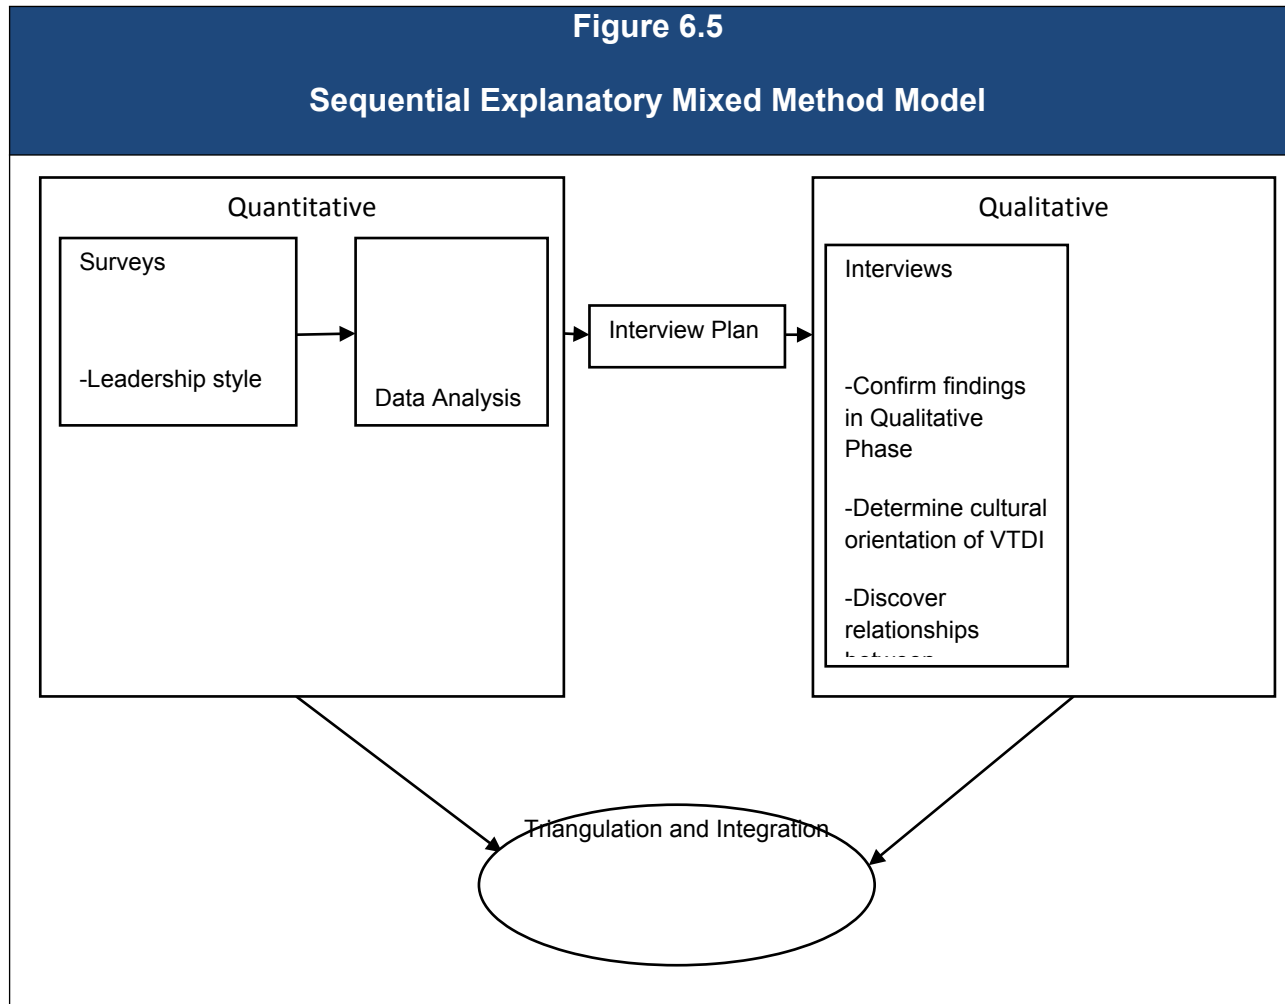 Figure 6.5
Sequential Explanatory Mixed Method Model
Quantitative
Surveys
-Leadership style
Data Analysis
Interview Plan
Qualitative
Interviews
-Confirm findings
in Qualitative
Phase
-Determine cultural
orientation of VTDI
-Discover
relationships
between
Triangulation and Integration